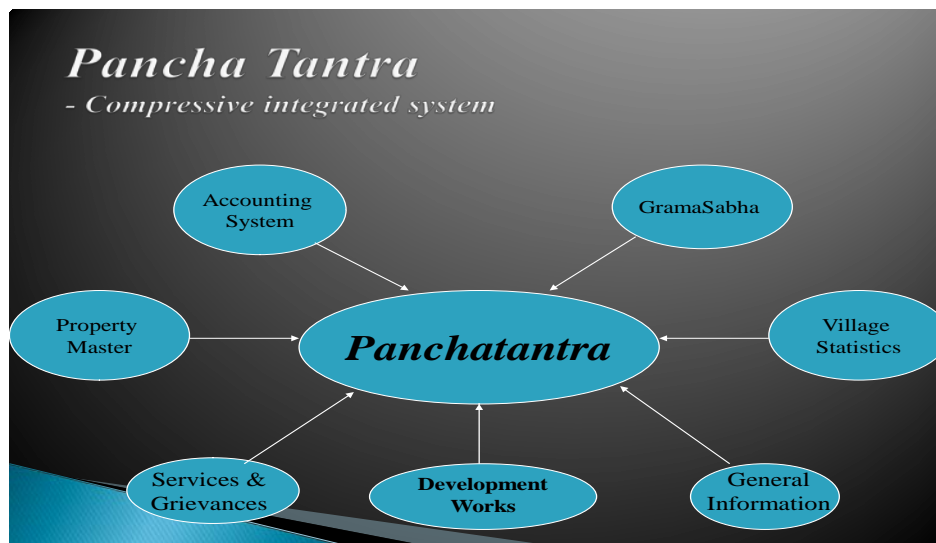 Pancha Tantra
- Compressive integrated system
Accounting
System
GramaSabha
Property
Master
Panchatantra
Village
Statistics
Services &
Grievances
Development
Works
General
Information